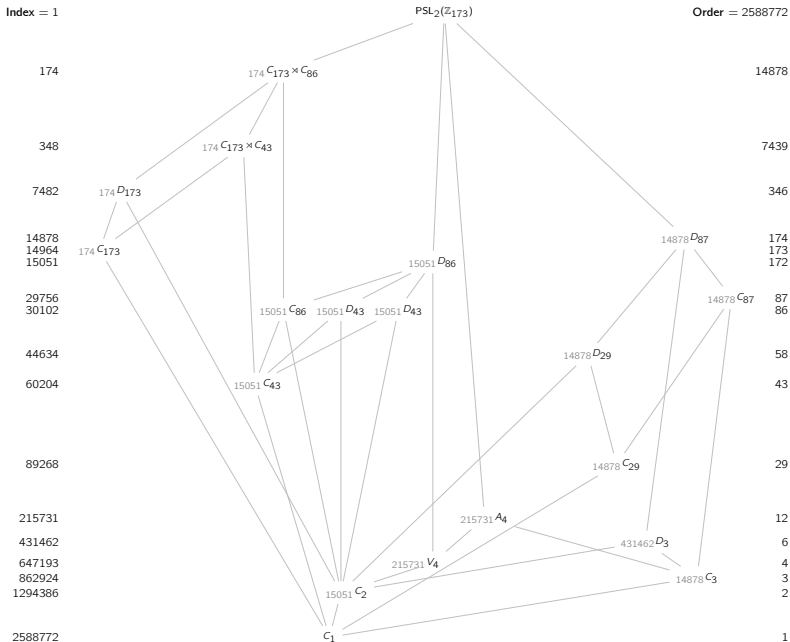 Index = 1 PSL₂(ℤ₁₇₃) Order = 2588772
174 174 C₁₇₃⋊C₈₆ 14878
348 174 C₁₇₃⋊C₄₃ 7439
7482 174 D₁₇₃ 346
14878 14878 D₈₇ 174
14964 174 C₁₇₃ 173
15051 15051 D₈₆ 172
29756 14878 C₈₇ 87
30102 15051 C₈₆ 15051 D₄₃ 15051 D₄₃ 86
44634 14878 D₂₉ 58
60204 15051 C₄₃ 43
89268 14878 C₂₉ 29
215731 215731 A₄ 12
431462 431462 D₃ 6
647193 215731 V₄ 4
862924 14878 C₃ 3
1294386 15051 C₂ 2
2588772 C₁ 1